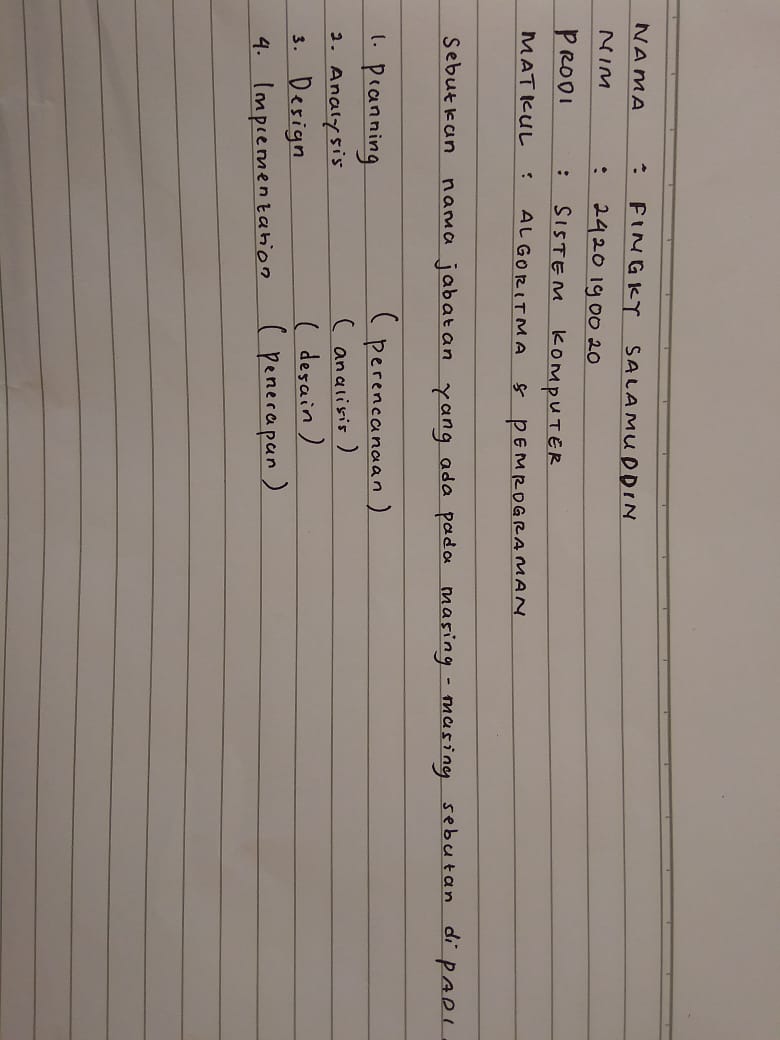 NAMA : FINGKY SALAMUDDIN
NIM : 2420190020
PRODI : SISTEM KOMPUTER
MATKUL : ALGORITMA & PEMROGRAMAN
Sebutkan nama jabatan yang ada pada masing-masing sebutan di PADI.
1. Planning (perencanaan)
2. Analysis (analisis)
3. Design (desain)
4. Implementation (penerapan)